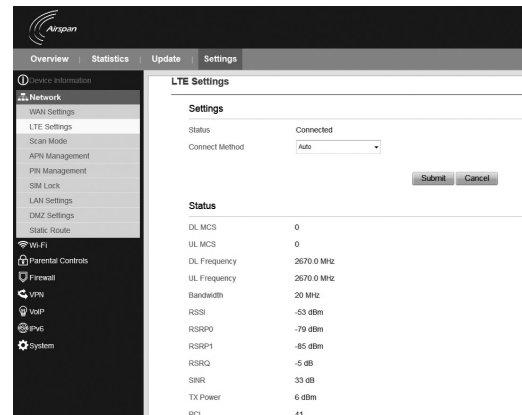 Airspan
Overview | Statistics | Update | Settings
Device Information
Network
WAN Settings
LTE Settings
Scan Mode
APN Management
PIN Management
SIM Lock
LAN Settings
DMZ Settings
Static Route
Wi-Fi
Parental Controls
Firewall
VPN
VoIP
IPv6
System
LTE Settings
Settings
Status Connected
Connect Method Auto
Submit Cancel
Status
DL MCS 0
UL MCS 0
DL Frequency 2670.0 MHz
UL Frequency 2670.0 MHz
Bandwidth 20 MHz
RSSI -53 dBm
RSRP0 -79 dBm
RSRP1 -85 dBm
RSRQ -5 dB
SINR 33 dB
TX Power 6 dBm
PCI 41